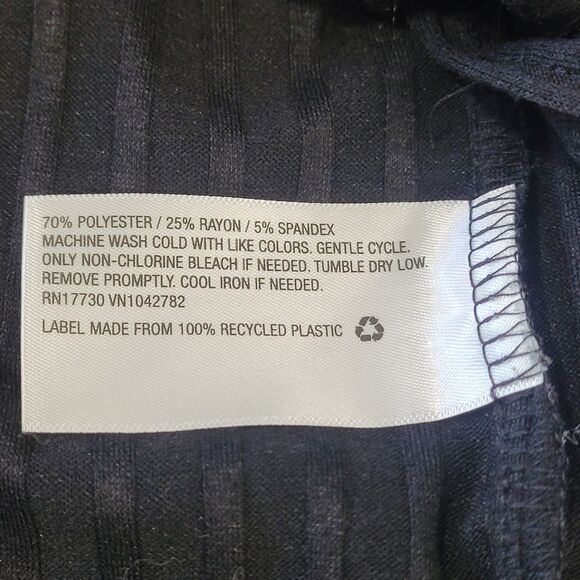 70% POLYESTER / 25% RAYON / 5% SPANDEX
MACHINE WASH COLD WITH LIKE COLORS. GENTLE CYCLE.
ONLY NON-CHLORINE BLEACH IF NEEDED. TUMBLE DRY LOW.
REMOVE PROMPTLY. COOL IRON IF NEEDED.
RN17730 VN1042782
LABEL MADE FROM 100% RECYCLED PLASTIC